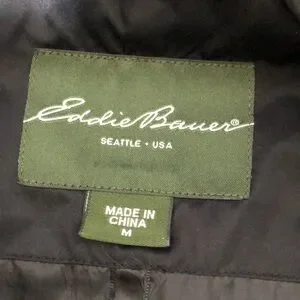 Eddie Bauer®
SEATTLE • USA
MADE IN
CHINA
M